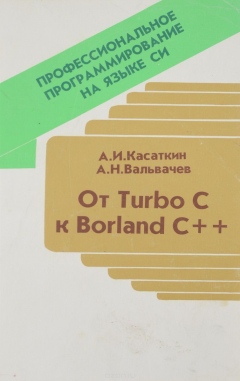 ПРОФЕССИОНАЛЬНОЕ
ПРОГРАММИРОВАНИЕ
НА ЯЗЫКЕ СИ
А.И.Касаткин
А.Н.Вальвачев
От Turbo C
к Borland C++